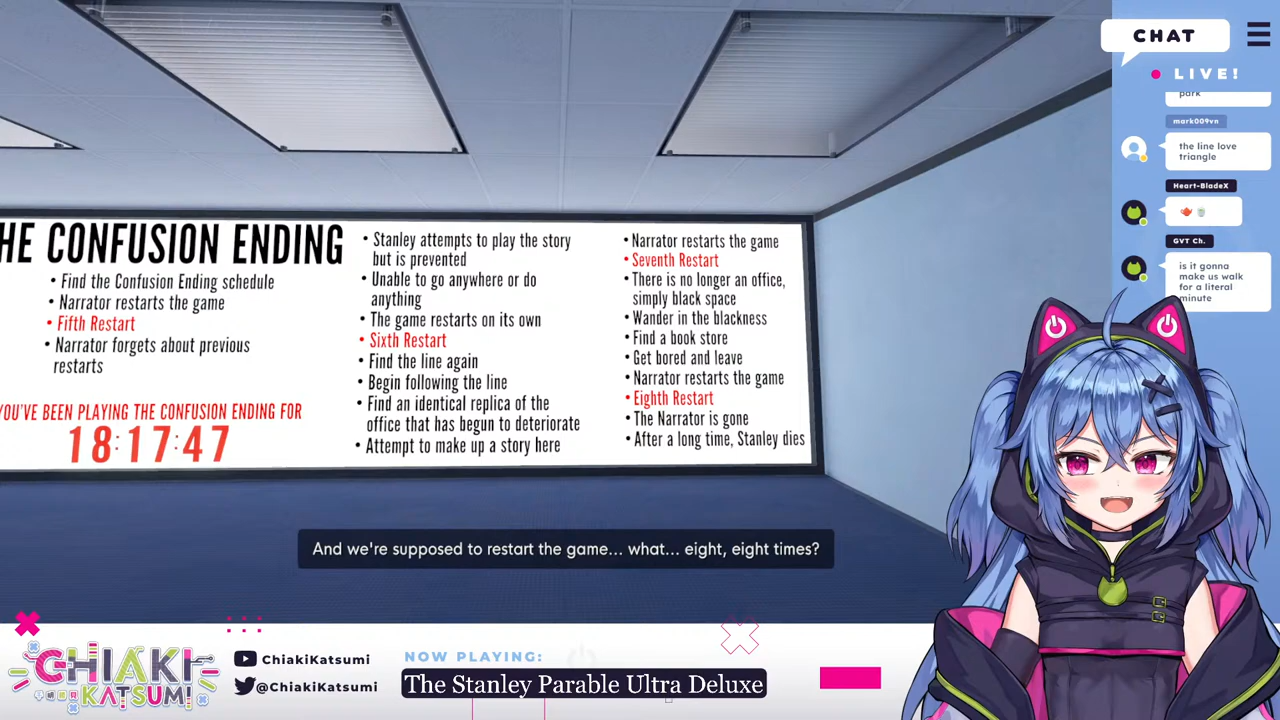 CHAT
LIVE!
park
mark009vn
the line love
triangle
Heart-BladeX
GVT Ch.
is it gonna
make us walk
for a literal
minute
HE CONFUSION ENDING
• Find the Confusion Ending schedule
• Narrator restarts the game
• Fifth Restart
• Narrator forgets about previous
restarts
YOU'VE BEEN PLAYING THE CONFUSION ENDING FOR
18:17:47
• Stanley attempts to play the story
but is prevented
• Unable to go anywhere or do
anything
• The game restarts on its own
• Sixth Restart
• Find the line again
• Begin following the line
• Find an identical replica of the
office that has begun to deteriorate
• Attempt to make up a story here
• Narrator restarts the game
• Seventh Restart
• There is no longer an office,
simply black space
• Wander in the blackness
• Find a book store
• Get bored and leave
• Narrator restarts the game
• Eighth Restart
• The Narrator is gone
• After a long time, Stanley dies
And we're supposed to restart the game... what... eight, eight times?
CHIAKI
KATSUMI
ChiakiKatsumi
@ChiakiKatsumi
NOW PLAYING:
The Stanley Parable Ultra Deluxe